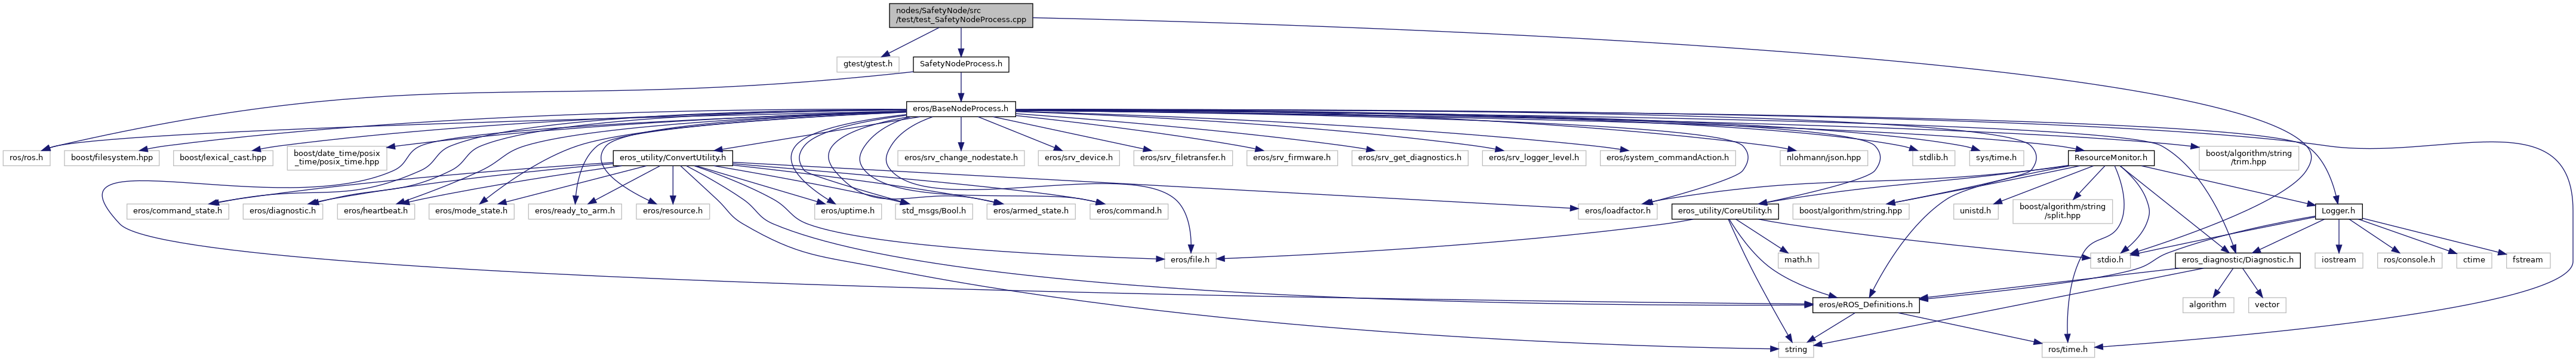 nodes/SafetyNode/src
/test/test_SafetyNodeProcess.cpp
gtest/gtest.h
SafetyNodeProcess.h
eros/BaseNodeProcess.h
ros/ros.h
boost/filesystem.hpp
boost/lexical_cast.hpp
boost/date_time/posix
_time/posix_time.hpp
eros_utility/ConvertUtility.h
eros/srv_change_nodestate.h
eros/srv_device.h
eros/srv_filetransfer.h
eros/srv_firmware.h
eros/srv_get_diagnostics.h
eros/srv_logger_level.h
eros/system_commandAction.h
nlohmann/json.hpp
stdlib.h
sys/time.h
ResourceMonitor.h
boost/algorithm/string
/trim.hpp
eros/command_state.h
eros/diagnostic.h
eros/heartbeat.h
eros/mode_state.h
eros/ready_to_arm.h
eros/resource.h
eros/uptime.h
std_msgs/Bool.h
eros/armed_state.h
eros/command.h
eros/loadfactor.h
eros_utility/CoreUtility.h
boost/algorithm/string.hpp
unistd.h
boost/algorithm/string
/split.hpp
Logger.h
eros/file.h
math.h
stdio.h
eros_diagnostic/Diagnostic.h
iostream
ros/console.h
ctime
fstream
eros/eROS_Definitions.h
algorithm
vector
string
ros/time.h